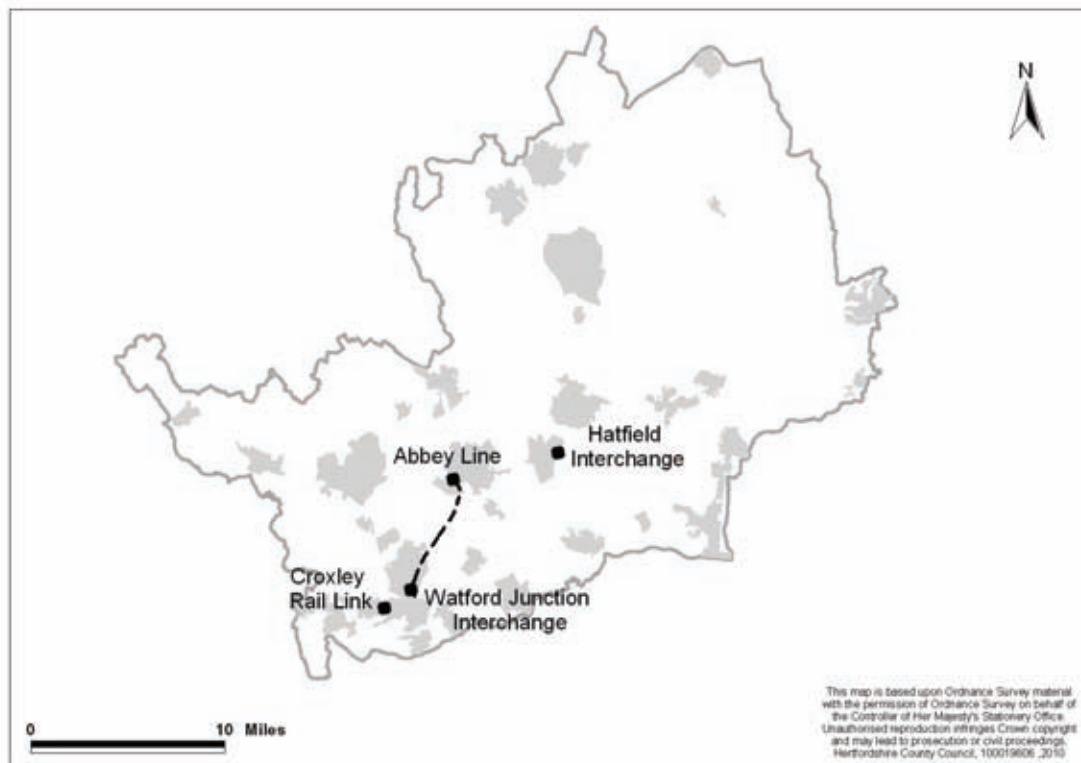 N
Abbey Line
Hatfield
Interchange
Croxley
Rail Link
Watford Junction
Interchange
0 10 Miles
This map is based upon Ordnance Survey material
with the permission of Ordnance Survey on behalf of
the Controller of Her Majesty's Stationery Office.
Unauthorised reproduction infringes Crown copyright
and may lead to prosecution or civil proceedings.
Hertfordshire County Council, 100019606 ,2010